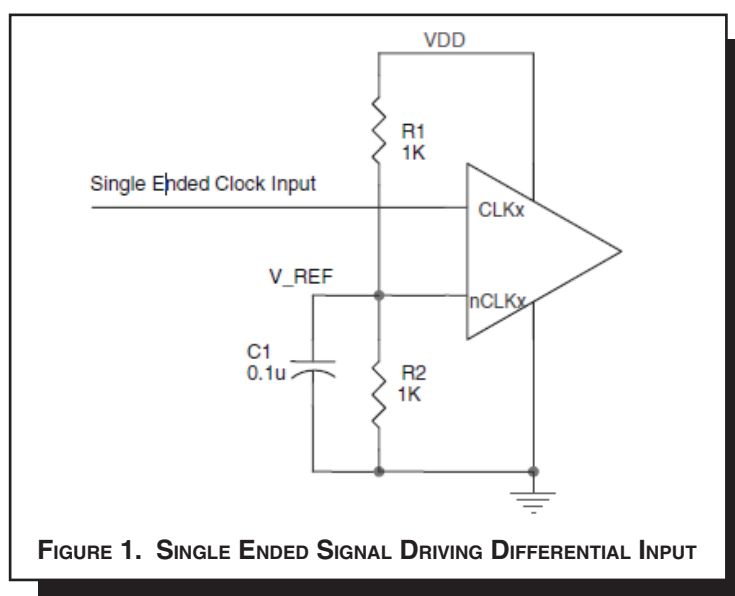 VDD
R1
1K
Single Ended Clock Input
CLKx
V_REF
nCLKx
C1
0.1u
R2
1K
FIGURE 1. SINGLE ENDED SIGNAL DRIVING DIFFERENTIAL INPUT